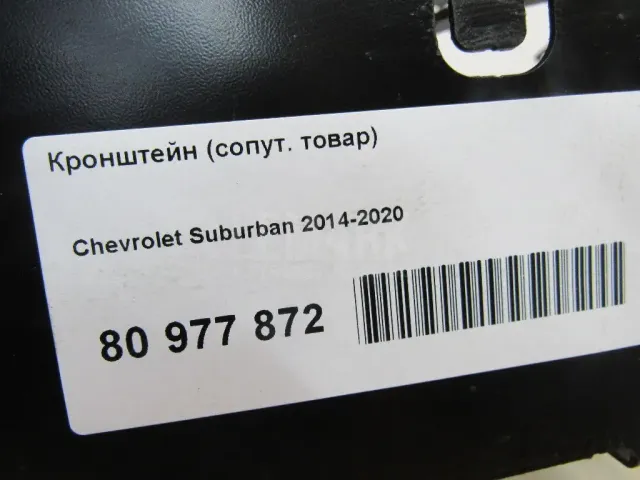 Кронштейн (сопут. товар)
Chevrolet Suburban 2014-2020
80 977 872